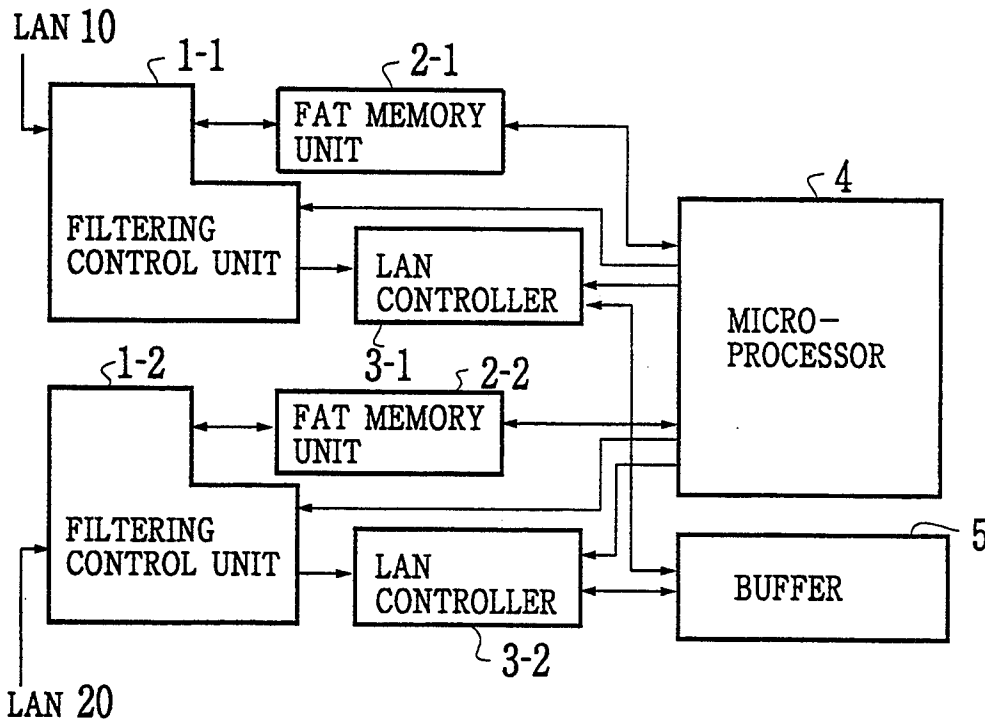 LAN 10
1-1
2-1
FAT MEMORY
UNIT
4
FILTERING
CONTROL UNIT
LAN
CONTROLLER
3-1
MICRO-
PROCESSOR
1-2
2-2
FAT MEMORY
UNIT
FILTERING
CONTROL UNIT
LAN
CONTROLLER
3-2
5
BUFFER
LAN 20